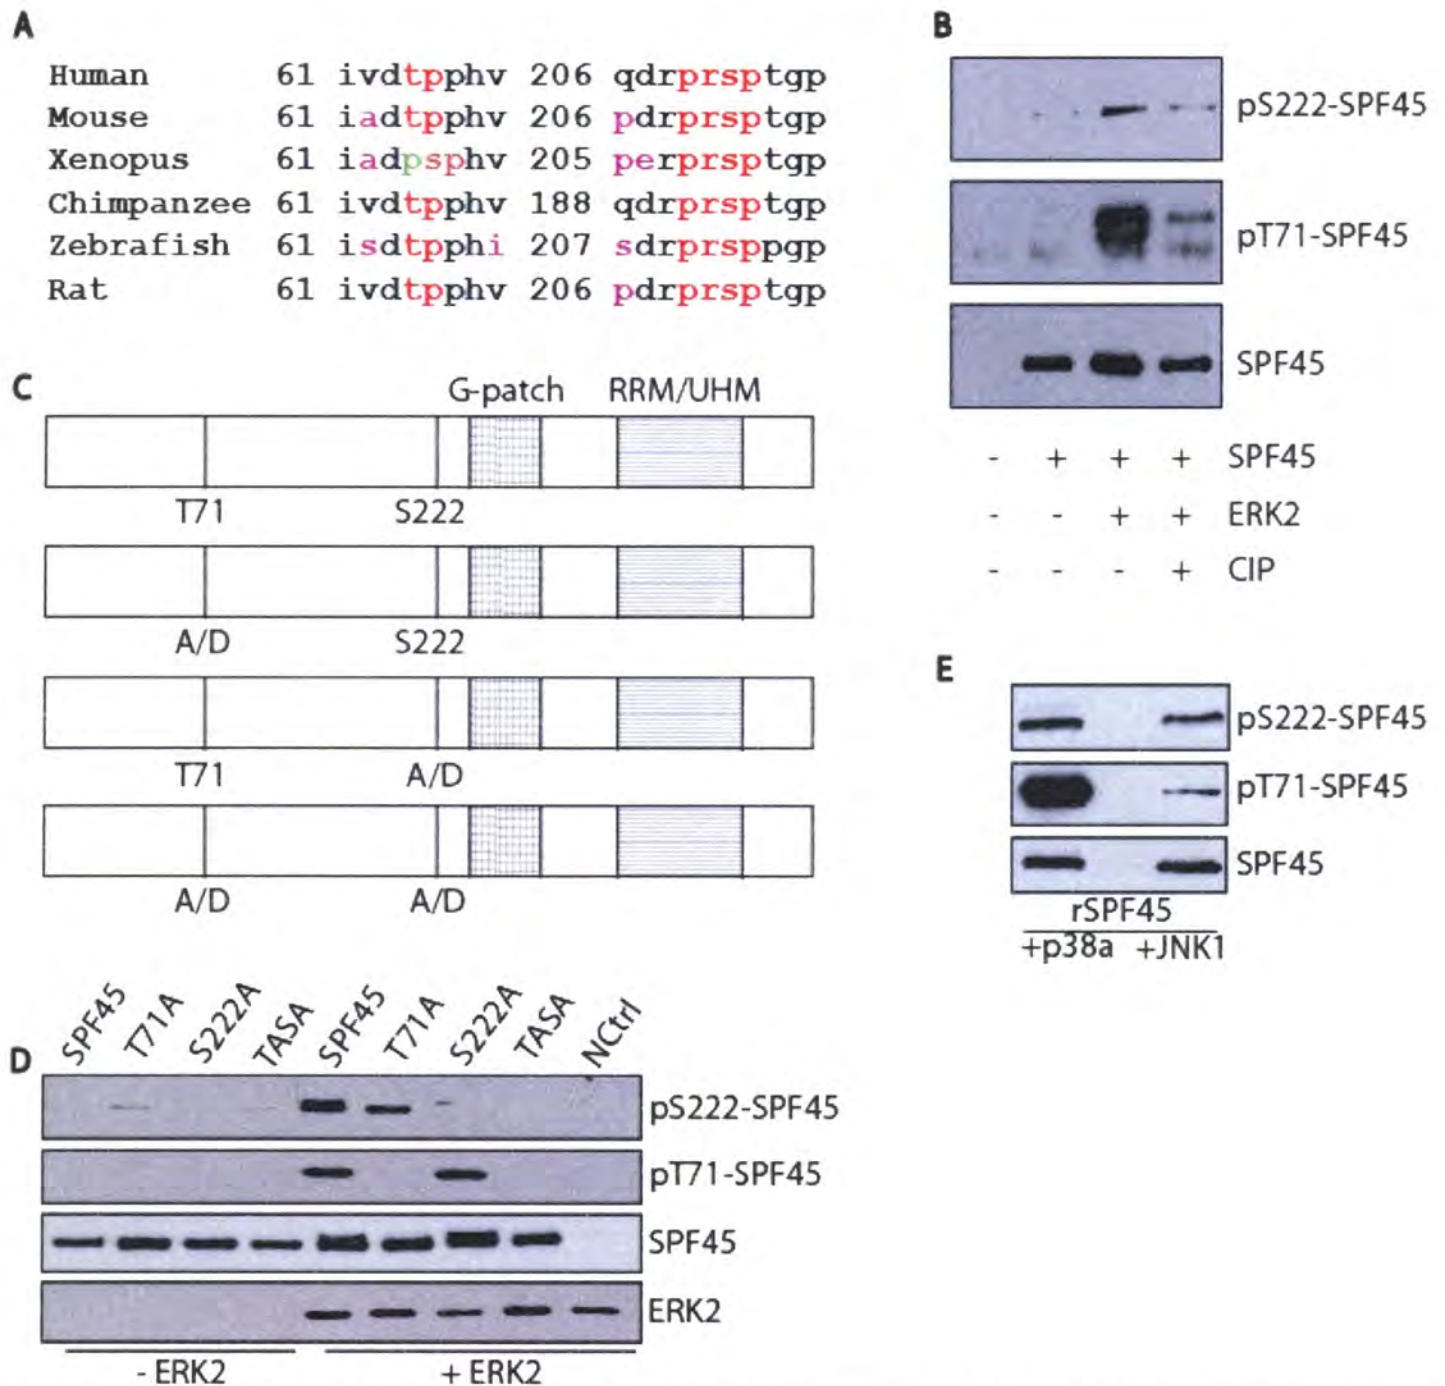 A
Human 61 ivdtpphv 206 qdrprsptgp
Mouse 61 iadtpphv 206 pdrprsptgp
Xenopus 61 iadpsphv 205 perprsptgp
Chimpanzee 61 ivdtpphv 188 qdrprsptgp
Zebrafish 61 isdtpphi 207 sdrprsppgp
Rat 61 ivdtpphv 206 pdrprsptgp
B
pS222-SPF45
pT71-SPF45
SPF45
- + + + SPF45
- - + + ERK2
- - - + CIP
C
G-patch RRM/UHM
T71 S222
A/D S222
T71 A/D
A/D A/D
D
SPF45 T71A S222A TASA SPF45 T71A S222A TASA NCtrl
pS222-SPF45
pT71-SPF45
SPF45
ERK2
- ERK2 + ERK2
E
pS222-SPF45
pT71-SPF45
SPF45
rSPF45
+p38a +JNK1